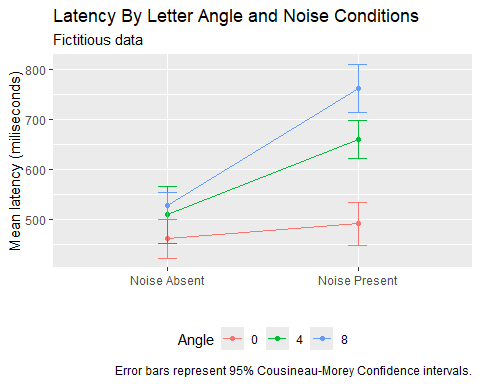 Latency By Letter Angle and Noise Conditions
Fictitious data
Mean latency (miliseconds)
800
700
600
500
Noise Absent Noise Present
Angle 0 4 8
Error bars represent 95% Cousineau-Morey Confidence intervals.